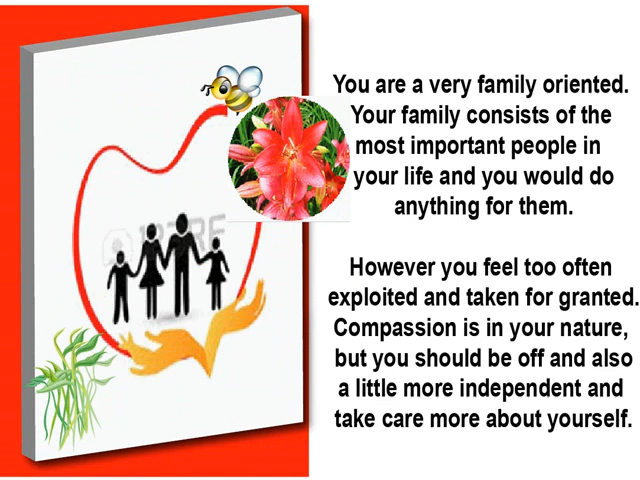 You are a very family oriented.
Your family consists of the
most important people in
your life and you would do
anything for them.
However you feel too often
exploited and taken for granted.
Compassion is in your nature,
but you should be off and also
a little more independent and
take care more about yourself.